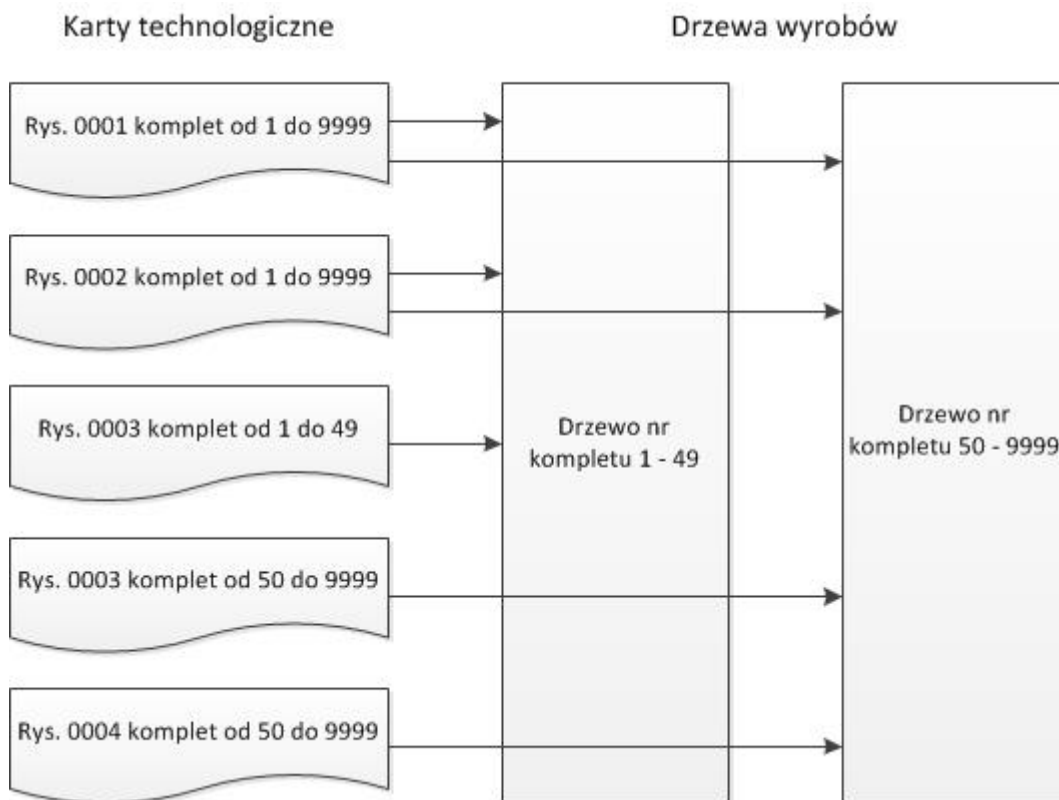 Karty technologiczne
Drzewa wyrobów
Rys. 0001 komplet od 1 do 9999
Rys. 0002 komplet od 1 do 9999
Rys. 0003 komplet od 1 do 49
Rys. 0003 komplet od 50 do 9999
Rys. 0004 komplet od 50 do 9999
Drzewo nr
kompletu 1 - 49
Drzewo nr
kompletu 50 - 9999